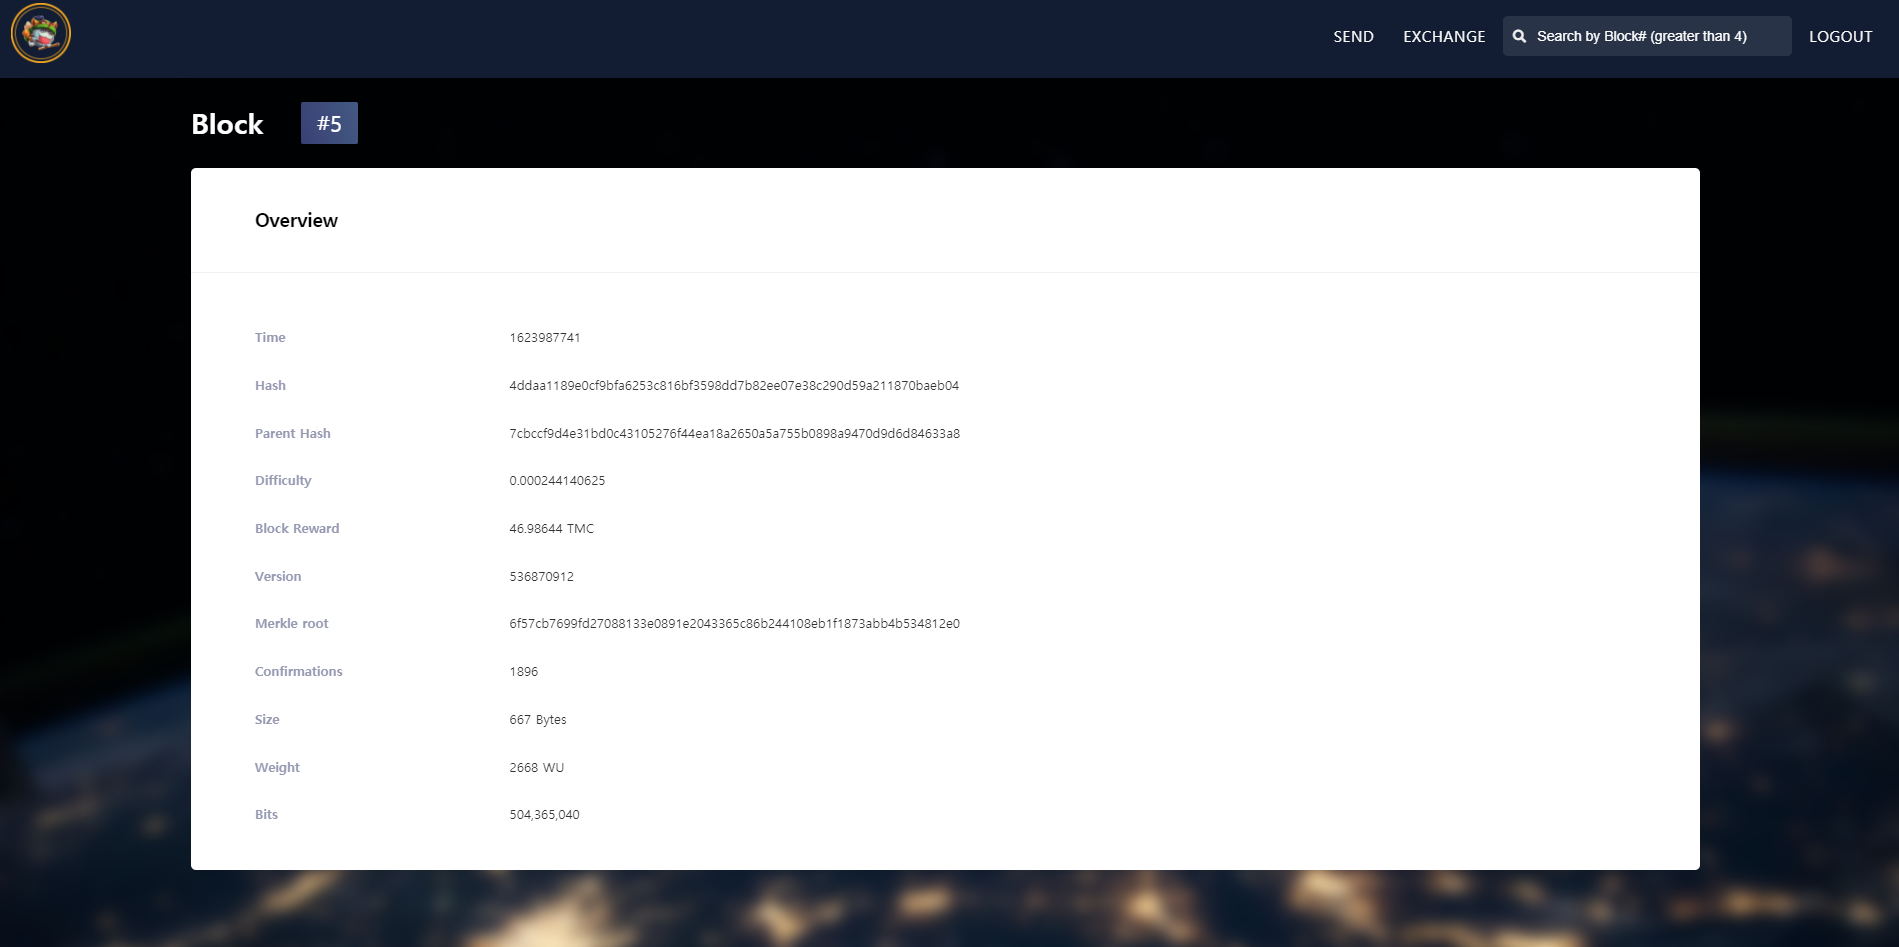 SEND EXCHANGE Search by Block# (greater than 4) LOGOUT
Block #5
Overview
Time 1623987741
Hash 4ddaa1189e0cf9bfa6253c816bf3598dd7b82ee07e38c290d59a211870baeb04
Parent Hash 7cbccf9d4e31bd0c43105276f44ea18a2650a5a755b0898a9470d9d6d84633a8
Difficulty 0.000244140625
Block Reward 46.98644 TMC
Version 536870912
Merkle root 6f57cb7699fd27088133e0891e2043365c86b244108eb1f1873abb4b534812e0
Confirmations 1896
Size 667 Bytes
Weight 2668 WU
Bits 504,365,040